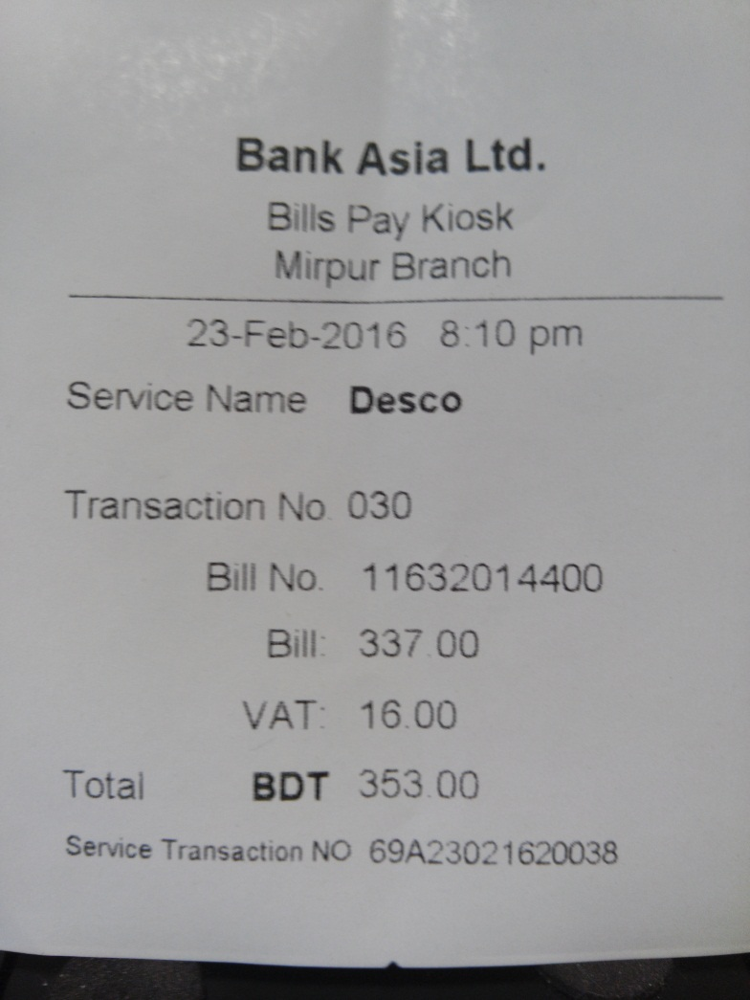 Bank Asia Ltd.
Bills Pay Kiosk
Mirpur Branch
23-Feb-2016 8:10 pm
Service Name Desco
Transaction No. 030
Bill No. 11632014400
Bill: 337.00
VAT: 16.00
Total BDT 353.00
Service Transaction NO 69A23021620038